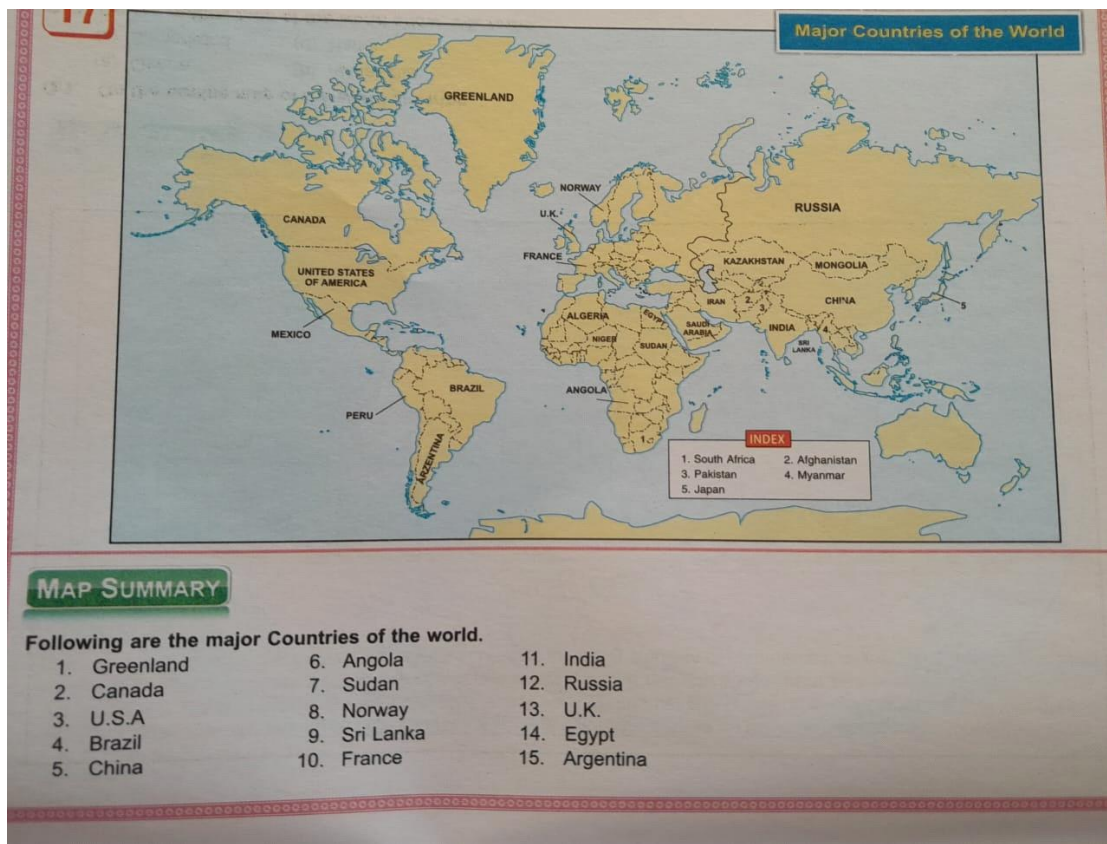 17
Major Countries of the World
GREENLAND
NORWAY
U.K.
RUSSIA
CANADA
FRANCE
KAZAKHSTAN
MONGOLIA
UNITED STATES
OF AMERICA
IRAN
2.
3.
CHINA
5
MEXICO
ALGERIA
EGYPT
SAUDI
ARABIA
INDIA
4.
NIGER
SUDAN
SRI
LANKA
BRAZIL
ANGOLA
PERU
ARZENTINA
1.
INDEX
1. South Africa 2. Afghanistan
3. Pakistan 4. Myanmar
5. Japan
MAP SUMMARY
Following are the major Countries of the world.
1. Greenland 6. Angola 11. India
2. Canada 7. Sudan 12. Russia
3. U.S.A 8. Norway 13. U.K.
4. Brazil 9. Sri Lanka 14. Egypt
5. China 10. France 15. Argentina